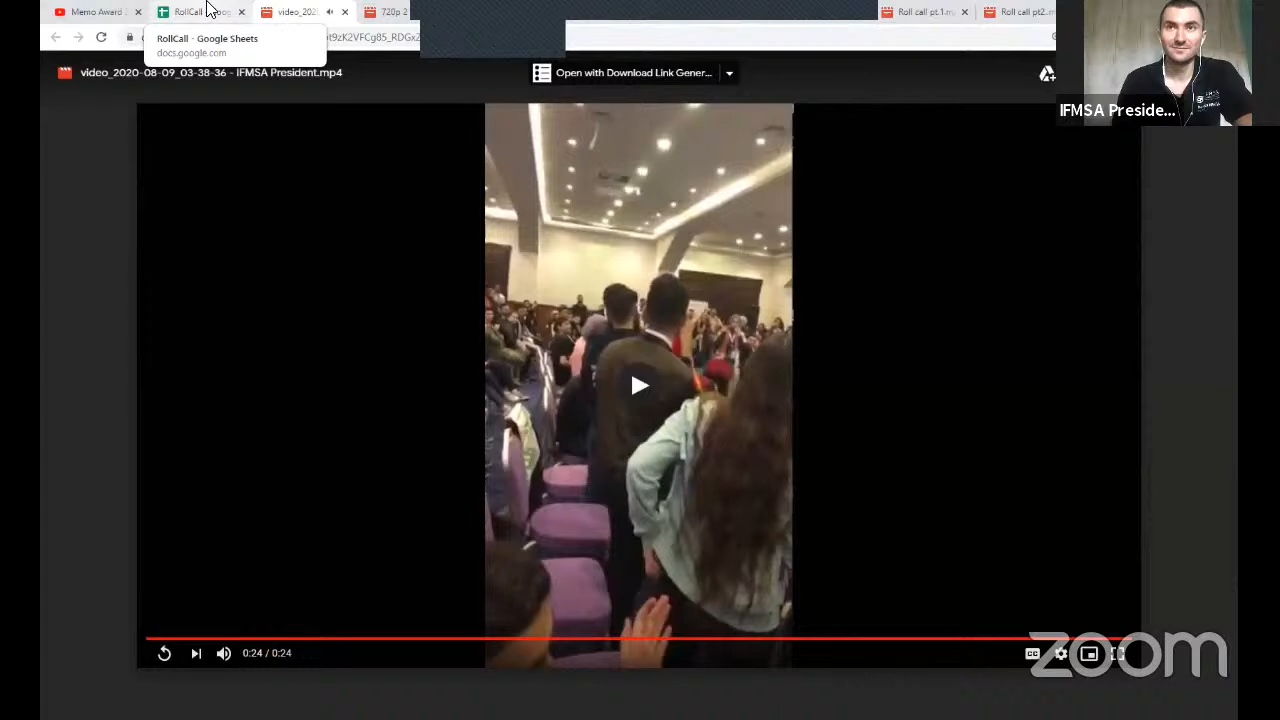 Memo Award
RollCall
video_202
720p 2
Roll call pt.1.m
Roll call pt2.m
RollCall - Google Sheets
docs.google.com
t9zK2VFCg85_RDGxZ
video_2020-08-09_03-38-36 - IFMSA President.mp4
Open with Download Link Gener...
IFMSA Preside...
0:24 / 0:24
CC
zoom